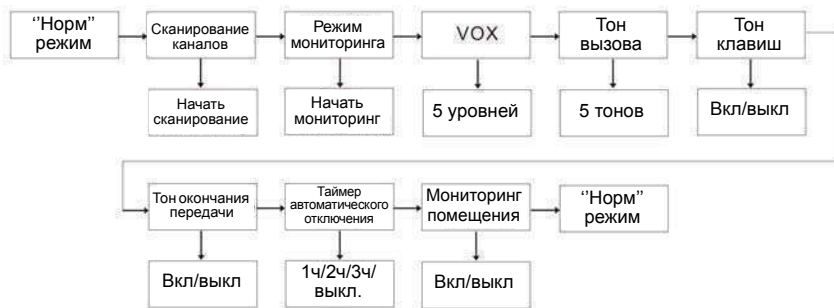 ‘’Норм’’
режим
Сканирование
каналов
Режим
мониторинга
VOX
Тон
вызова
Тон
клавиш
Начать
сканирование
Начать
мониторинг
5 уровней
5 тонов
Вкл/выкл
Тон окончания
передачи
Таймер
автоматического
отключения
Мониторинг
помещения
‘’Норм’’
режим
Вкл/выкл
1ч/2ч/3ч/
выкл.
Вкл/выкл